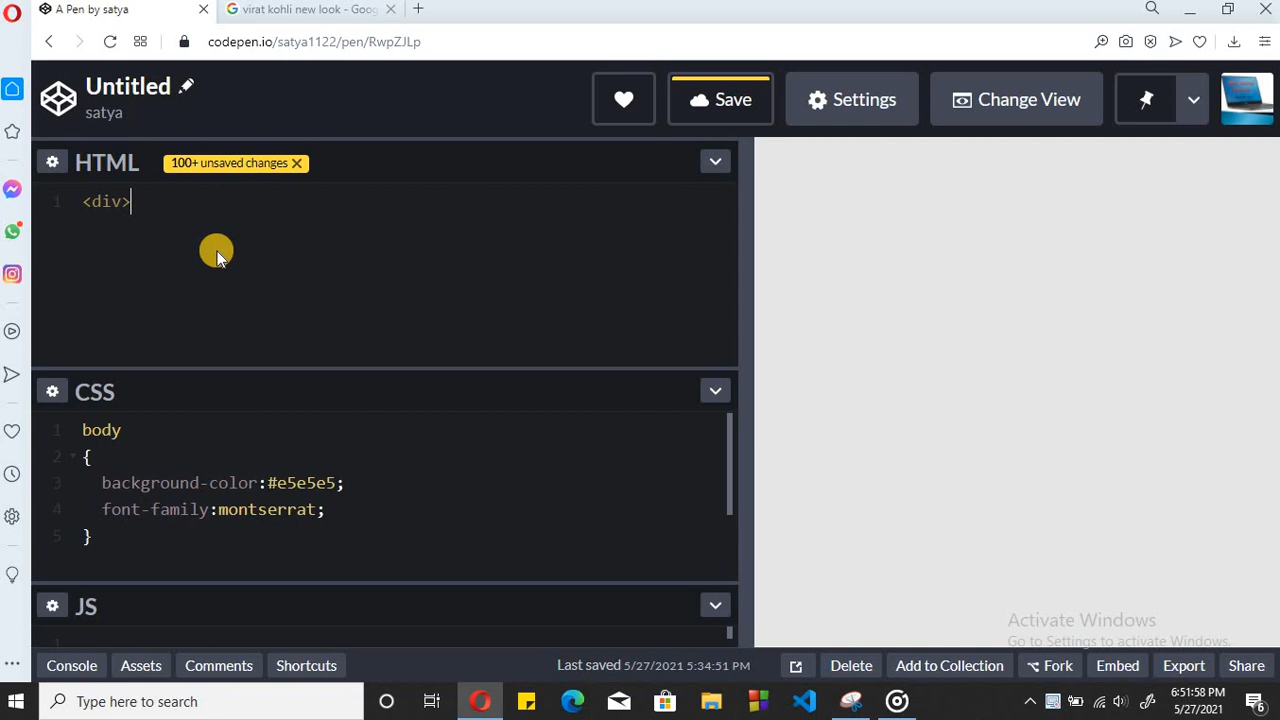 A Pen by satya
virat kohli new look - Goog
codepen.io/satya1122/pen/RwpZJLp
Untitled
satya
Save
Settings
Change View
HTML
100+ unsaved changes
1 <div>
CSS
1 body
2 {
3 background-color:#e5e5e5;
4 font-family:montserrat;
5 }
JS
1
Activate Windows
Go to Settings to activate Windows.
Console
Assets
Comments
Shortcuts
Last saved 5/27/2021 5:34:51 PM
Delete
Add to Collection
Fork
Embed
Export
Share
Type here to search
6:51:58 PM
5/27/2021
6